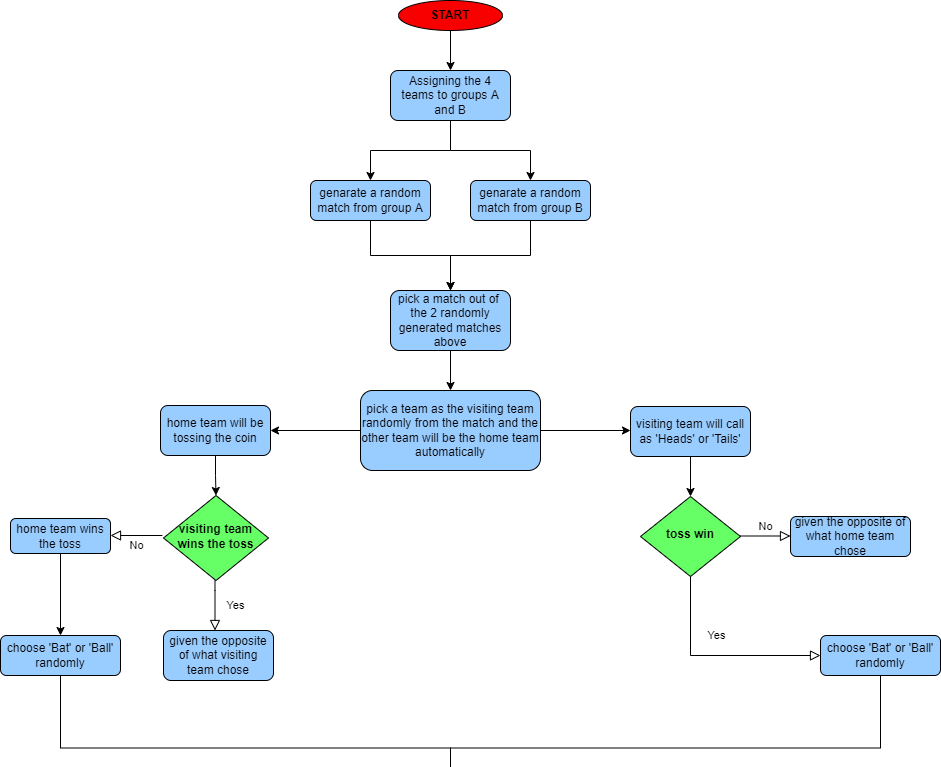 START
Assigning the 4
teams to groups A
and B
genarate a random
match from group A
genarate a random
match from group B
pick a match out of
the 2 randomly
generated matches
above
pick a team as the visiting team
randomly from the match and the
other team will be the home team
automatically
home team will be
tossing the coin
visiting team will call
as 'Heads' or 'Tails'
visiting team
wins the toss
No
home team wins
the toss
Yes
given the opposite
of what visiting
team chose
choose 'Bat' or 'Ball'
randomly
toss win
No
given the opposite of
what home team
chose
Yes
choose 'Bat' or 'Ball'
randomly